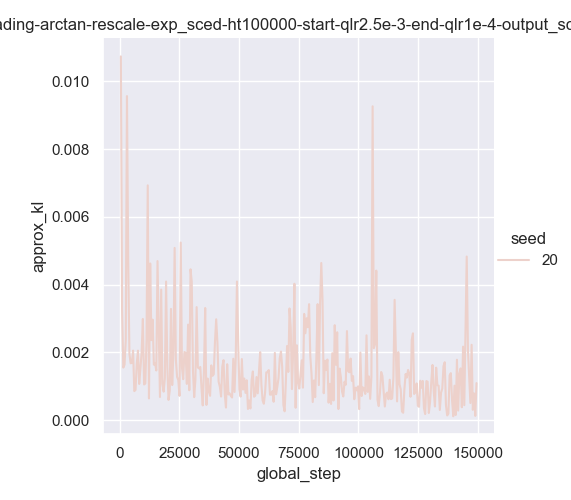 ading-arctan-rescale-exp_sced-ht100000-start-qlr2.5e-3-end-qlr1e-4-output_sc
0.010
0.008
0.006
0.004
0.002
0.000
approx_kl
0 25000 50000 75000 100000 125000 150000
global_step
seed
20